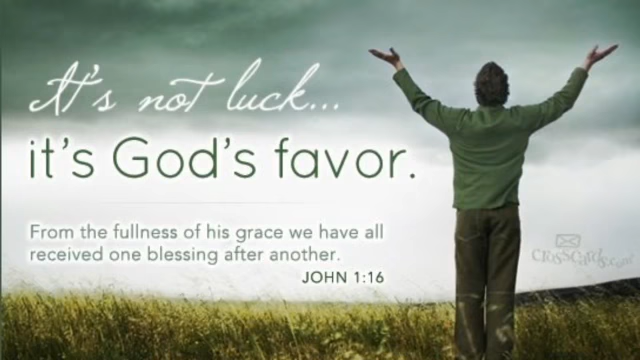 It's not luck...
it's God's favor.
From the fullness of his grace we have all
received one blessing after another.
JOHN 1:16
crosscards.com